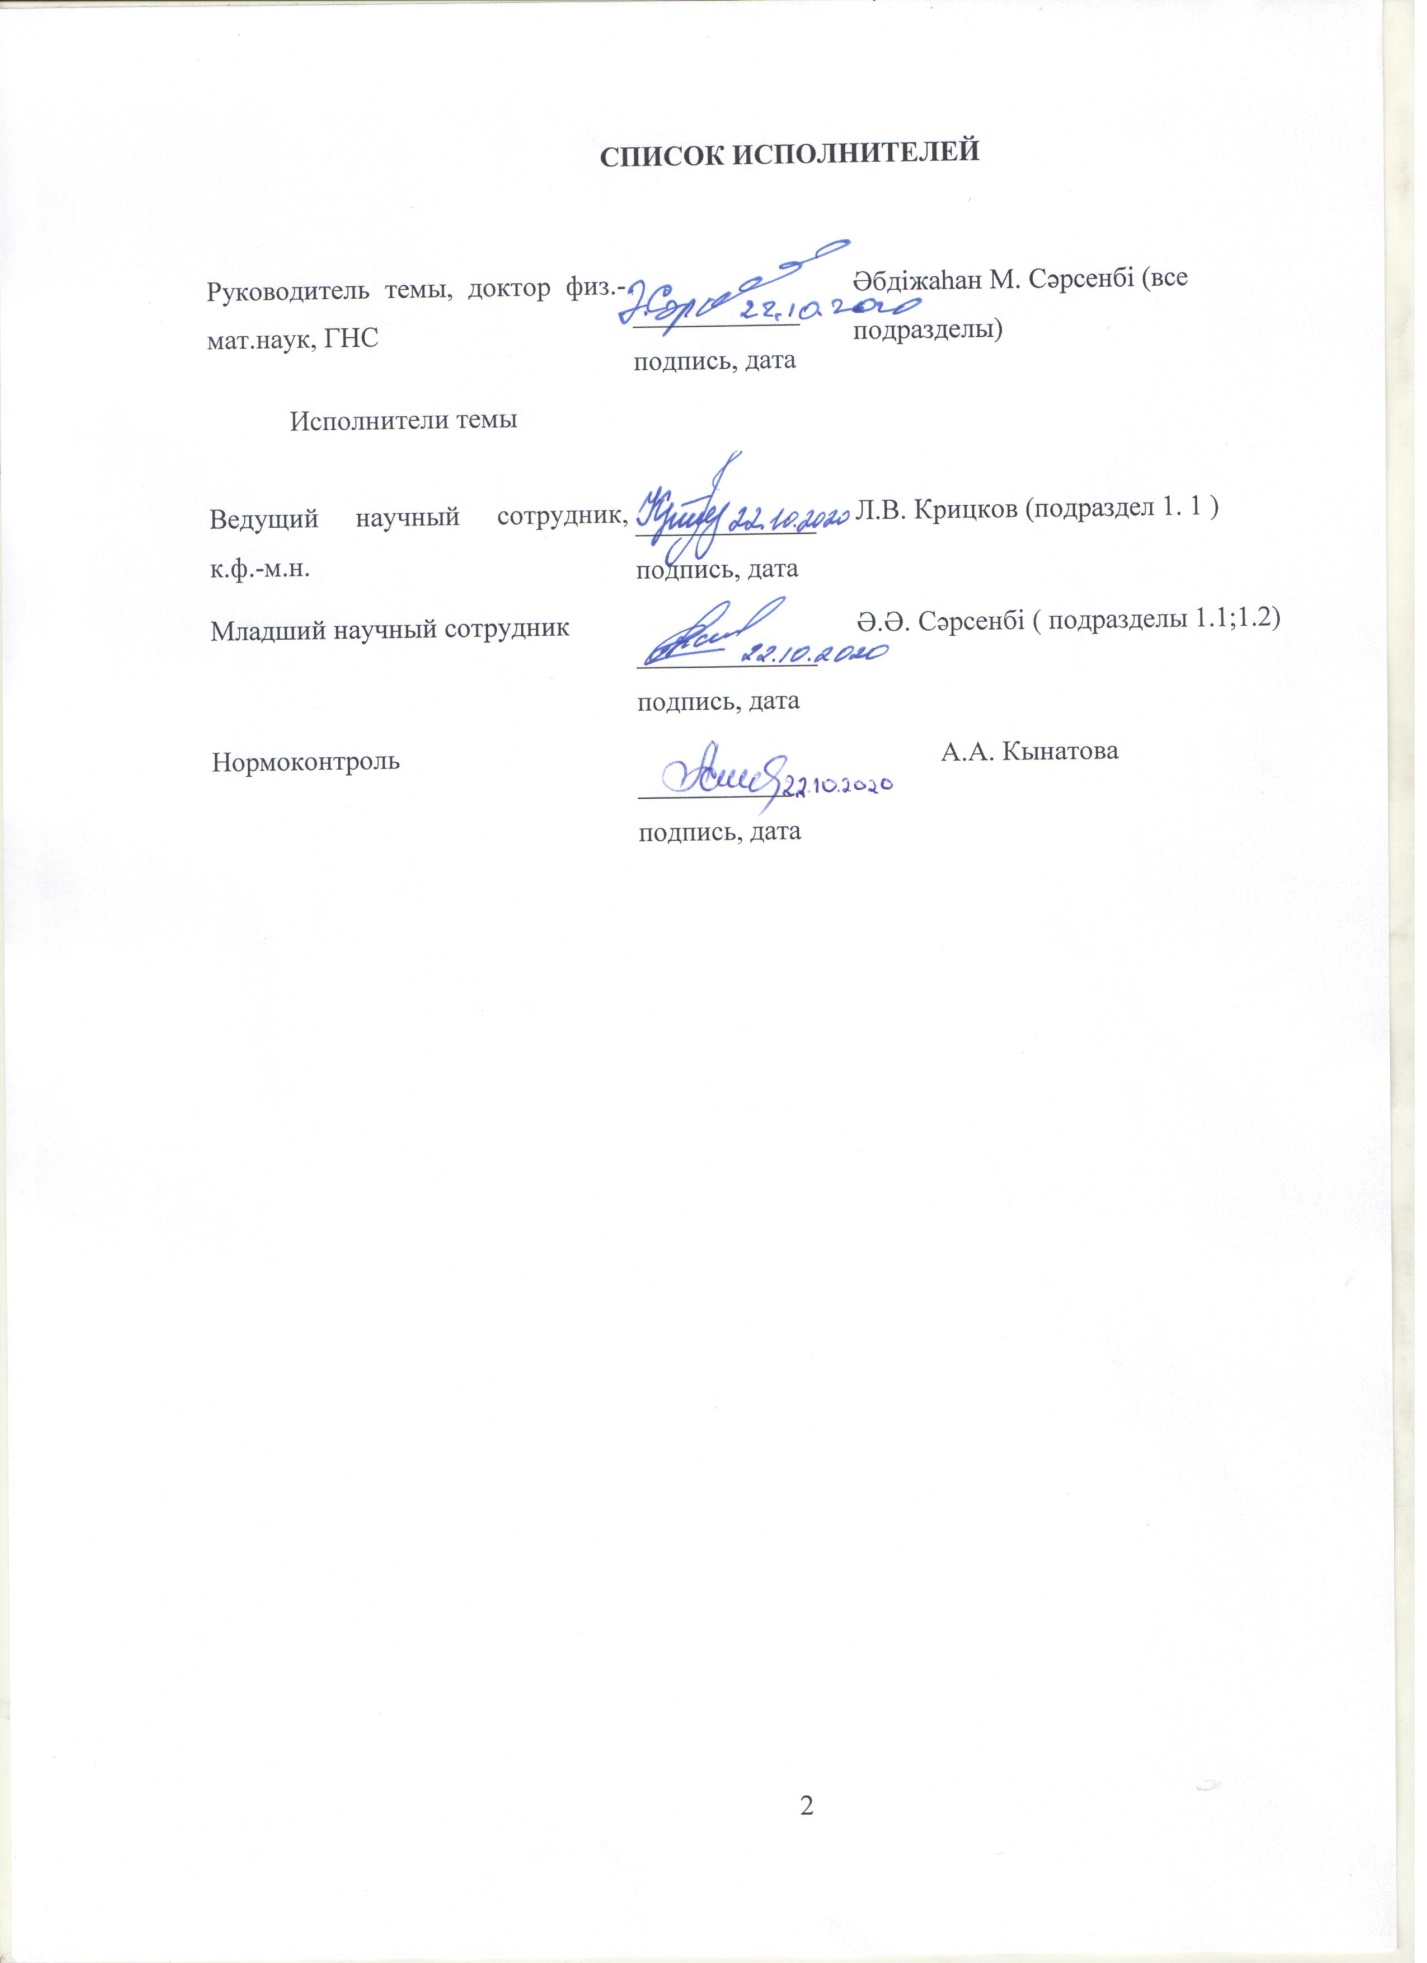 СПИСОК ИСПОЛНИТЕЛЕЙ
Руководитель темы, доктор физ.-
мат.наук, ГНС
22.10.2020
подпись, дата
Әбдіжаһан М. Сәрсенбі (все
подразделы)
Исполнители темы
Ведущий научный сотрудник,
к.ф.-м.н.
22.10.2020
подпись, дата
Л.В. Крицков (подраздел 1. 1 )
Младший научный сотрудник
22.10.2020
подпись, дата
Ә.Ә. Сәрсенбі ( подразделы 1.1;1.2)
Нормоконтроль
22.10.2020
подпись, дата
А.А. Кынатова
2